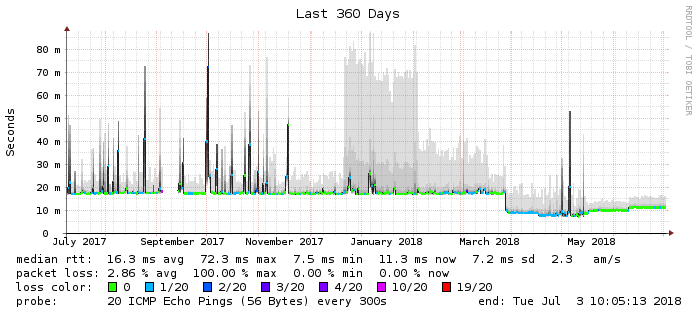 Last 360 Days
RRDTOOL / TOBI OETIKER
Seconds
80 m
70 m
60 m
50 m
40 m
30 m
20 m
10 m
0
July 2017 September 2017 November 2017 January 2018 March 2018 May 2018
median rtt: 16.3 ms avg 72.3 ms max 7.5 ms min 11.3 ms now 7.2 ms sd 2.3 am/s
packet loss: 2.86 % avg 100.00 % max 0.00 % min 0.00 % now
loss color: 0 1/20 2/20 3/20 4/20 10/20 19/20
probe: 20 ICMP Echo Pings (56 Bytes) every 300s end: Tue Jul 3 10:05:13 2018